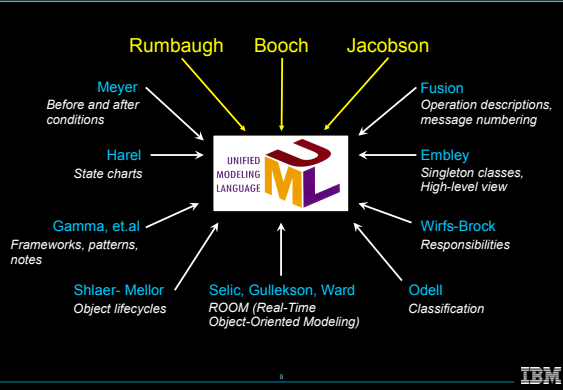 Rumbaugh Booch Jacobson
Meyer
Before and after
conditions
Fusion
Operation descriptions,
message numbering
Harel
State charts
UNIFIED
MODELING
LANGUAGE
UML
Embley
Singleton classes,
High-level view
Gamma, et.al
Frameworks, patterns,
notes
Wirfs-Brock
Responsibilities
Shlaer- Mellor
Object lifecycles
Selic, Gullekson, Ward
ROOM (Real-Time
Object-Oriented Modeling)
Odell
Classification
9
IBM